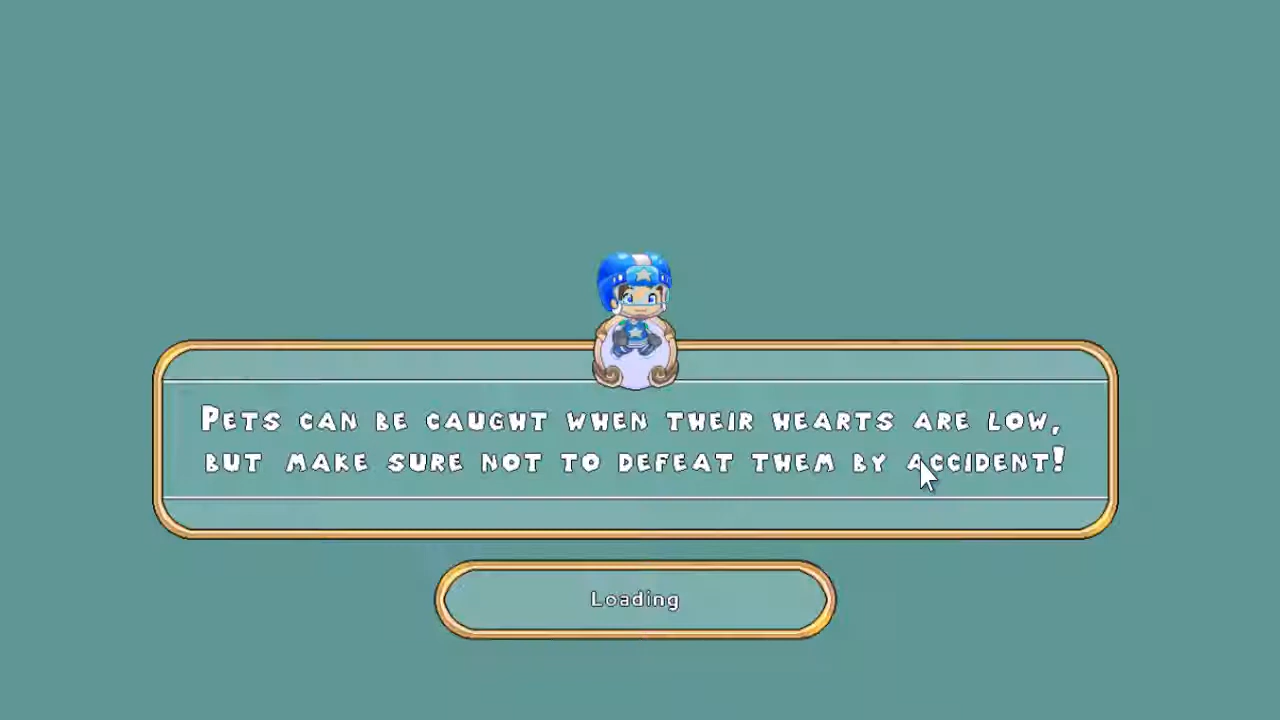 Pets can be caught when their hearts are low,
but make sure not to defeat them by accident!
Loading